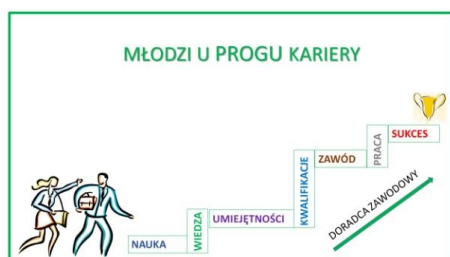 MŁODZI U PROGU KARIERY
NAUKA
WIEDZA
UMIEJĘTNOŚCI
KWALIFIKACJE
ZAWÓD
PRACA
SUKCES
DORADCA ZAWODOWY